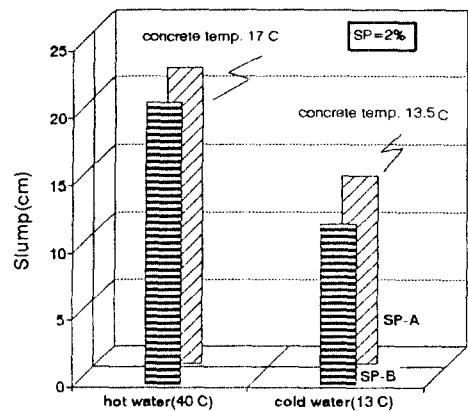 concrete temp. 17 C
SP=2%
concrete temp. 13.5 C
Slump(cm)
25
20
15
10
5
0
SP-A
SP-B
hot water(40 C)
cold water(13 C)